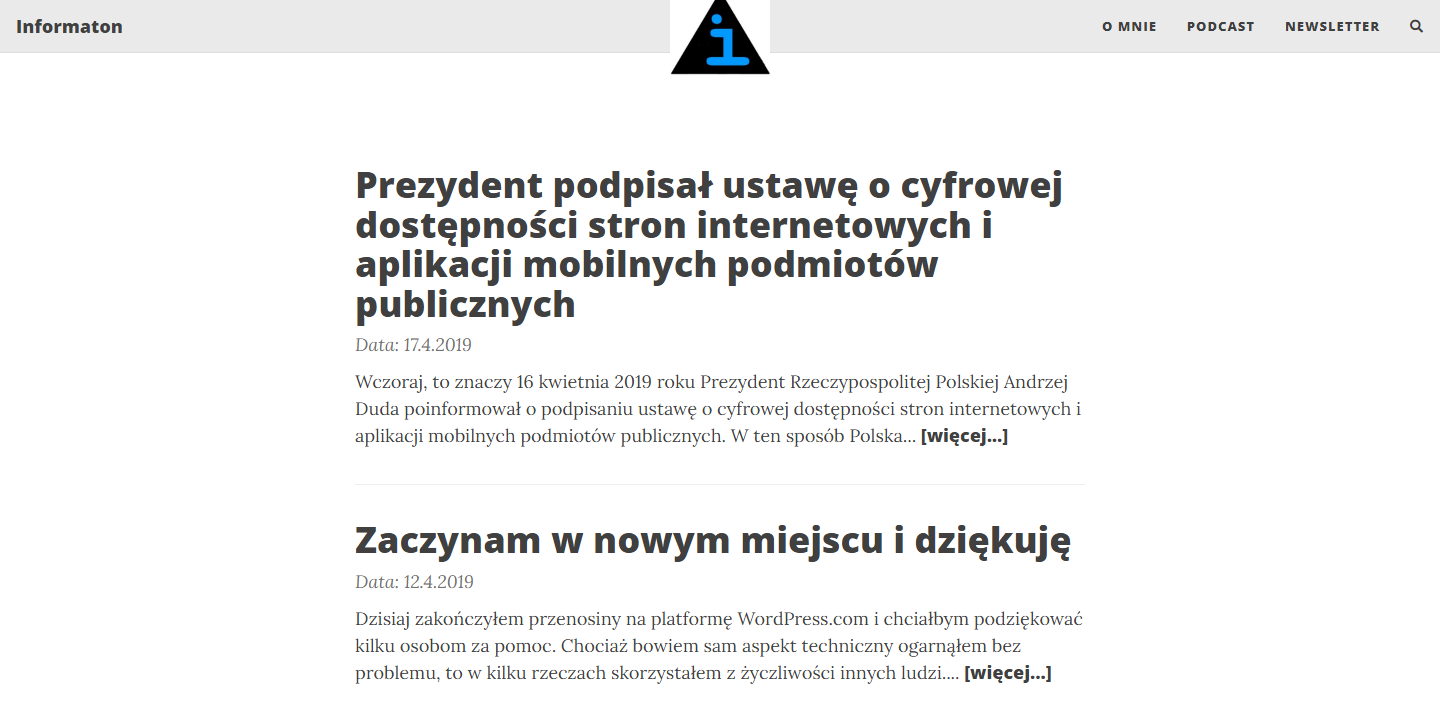 Informaton
i
O MNIE
PODCAST
NEWSLETTER
Prezydent podpisał ustawę o cyfrowej
dostępności stron internetowych i
aplikacji mobilnych podmiotów
publicznych
Data: 17.4.2019
Wczoraj, to znaczy 16 kwietnia 2019 roku Prezydent Rzeczypospolitej Polskiej Andrzej
Duda poinformował o podpisaniu ustawę o cyfrowej dostępności stron internetowych i
aplikacji mobilnych podmiotów publicznych. W ten sposób Polska... [więcej...]
Zaczynam w nowym miejscu i dziękuję
Data: 12.4.2019
Dzisiaj zakończyłem przenosiny na platformę WordPress.com i chciałbym podziękować
kilku osobom za pomoc. Chociaż bowiem sam aspekt techniczny ogarnąłem bez
problemu, to w kilku rzeczach skorzystałem z życzliwości innych ludzi.... [więcej...]